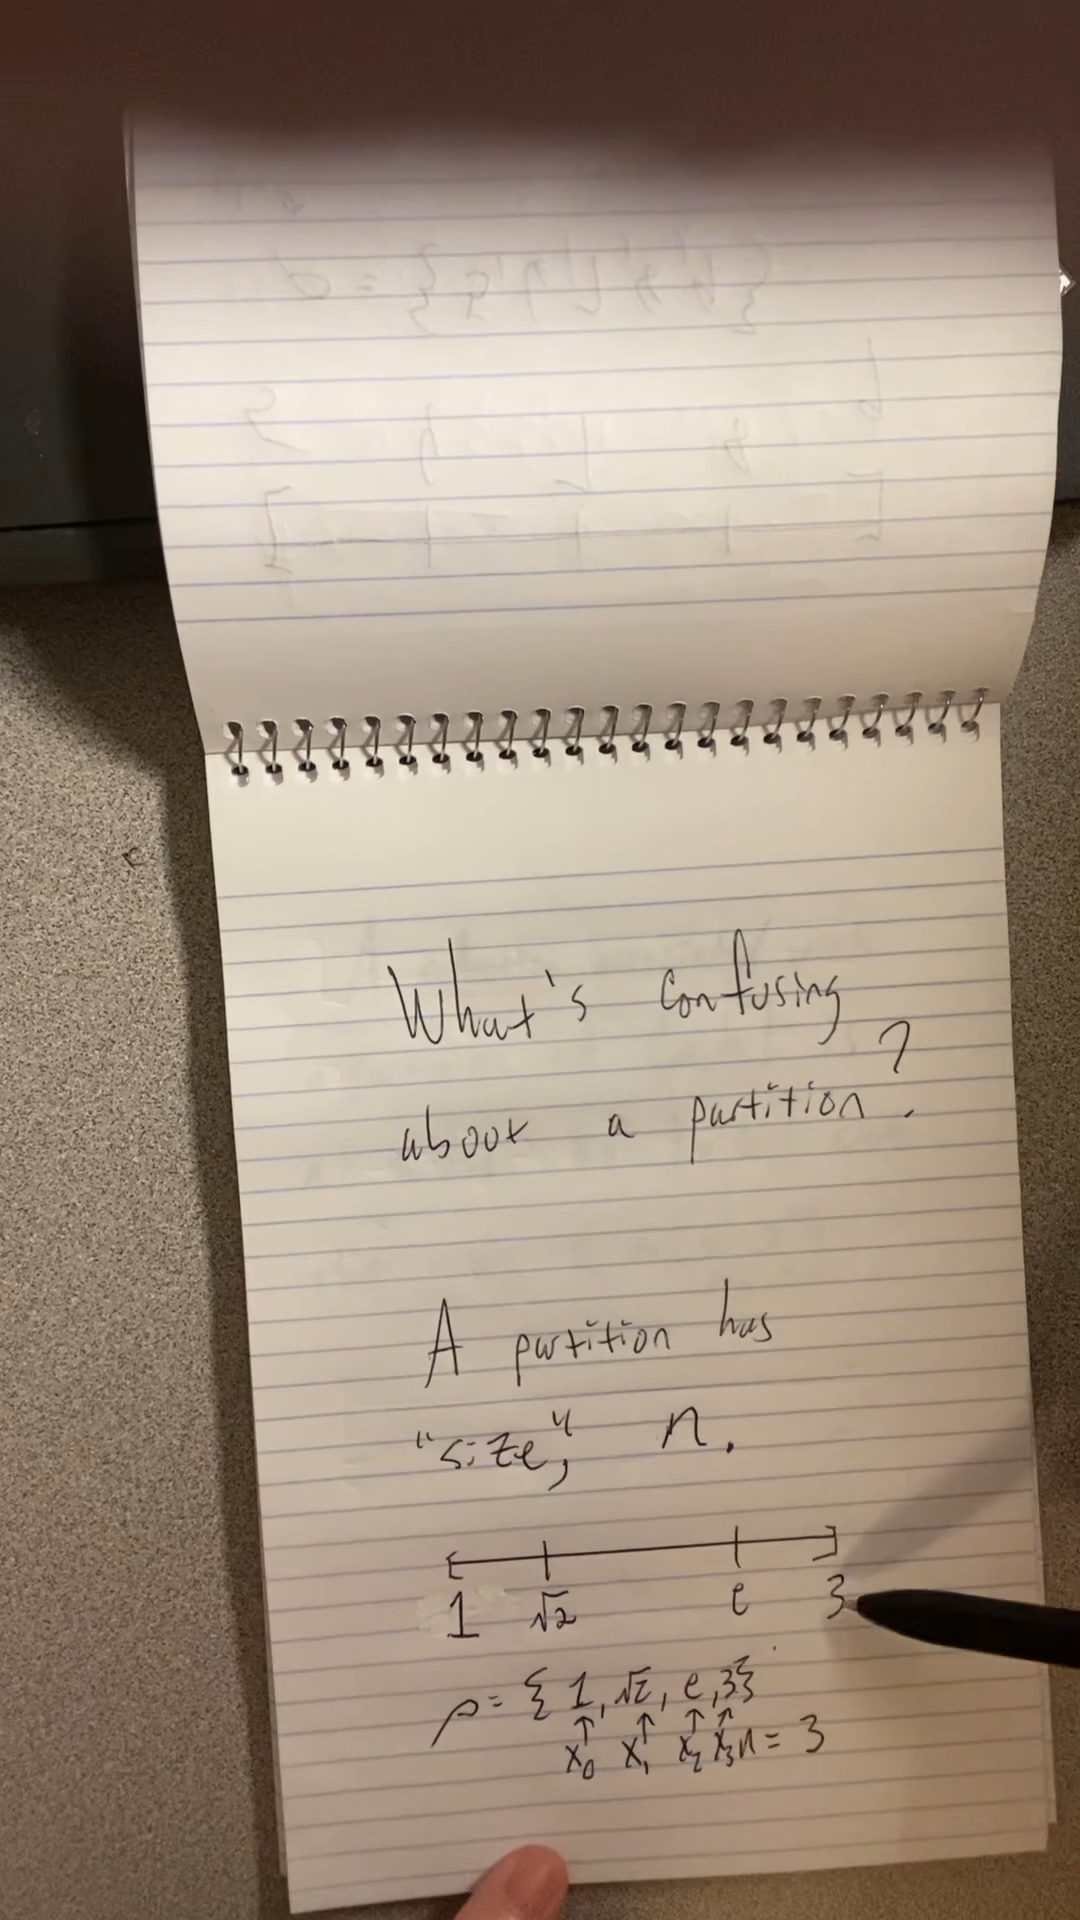 What's confusing
about a partition?
A partition has
"size," n.
1 √2 e 3
ρ = { 1, √2, e, 3}
↑ ↑ ↑ ↑
x₀ x₁ x₂ x₃ n = 3